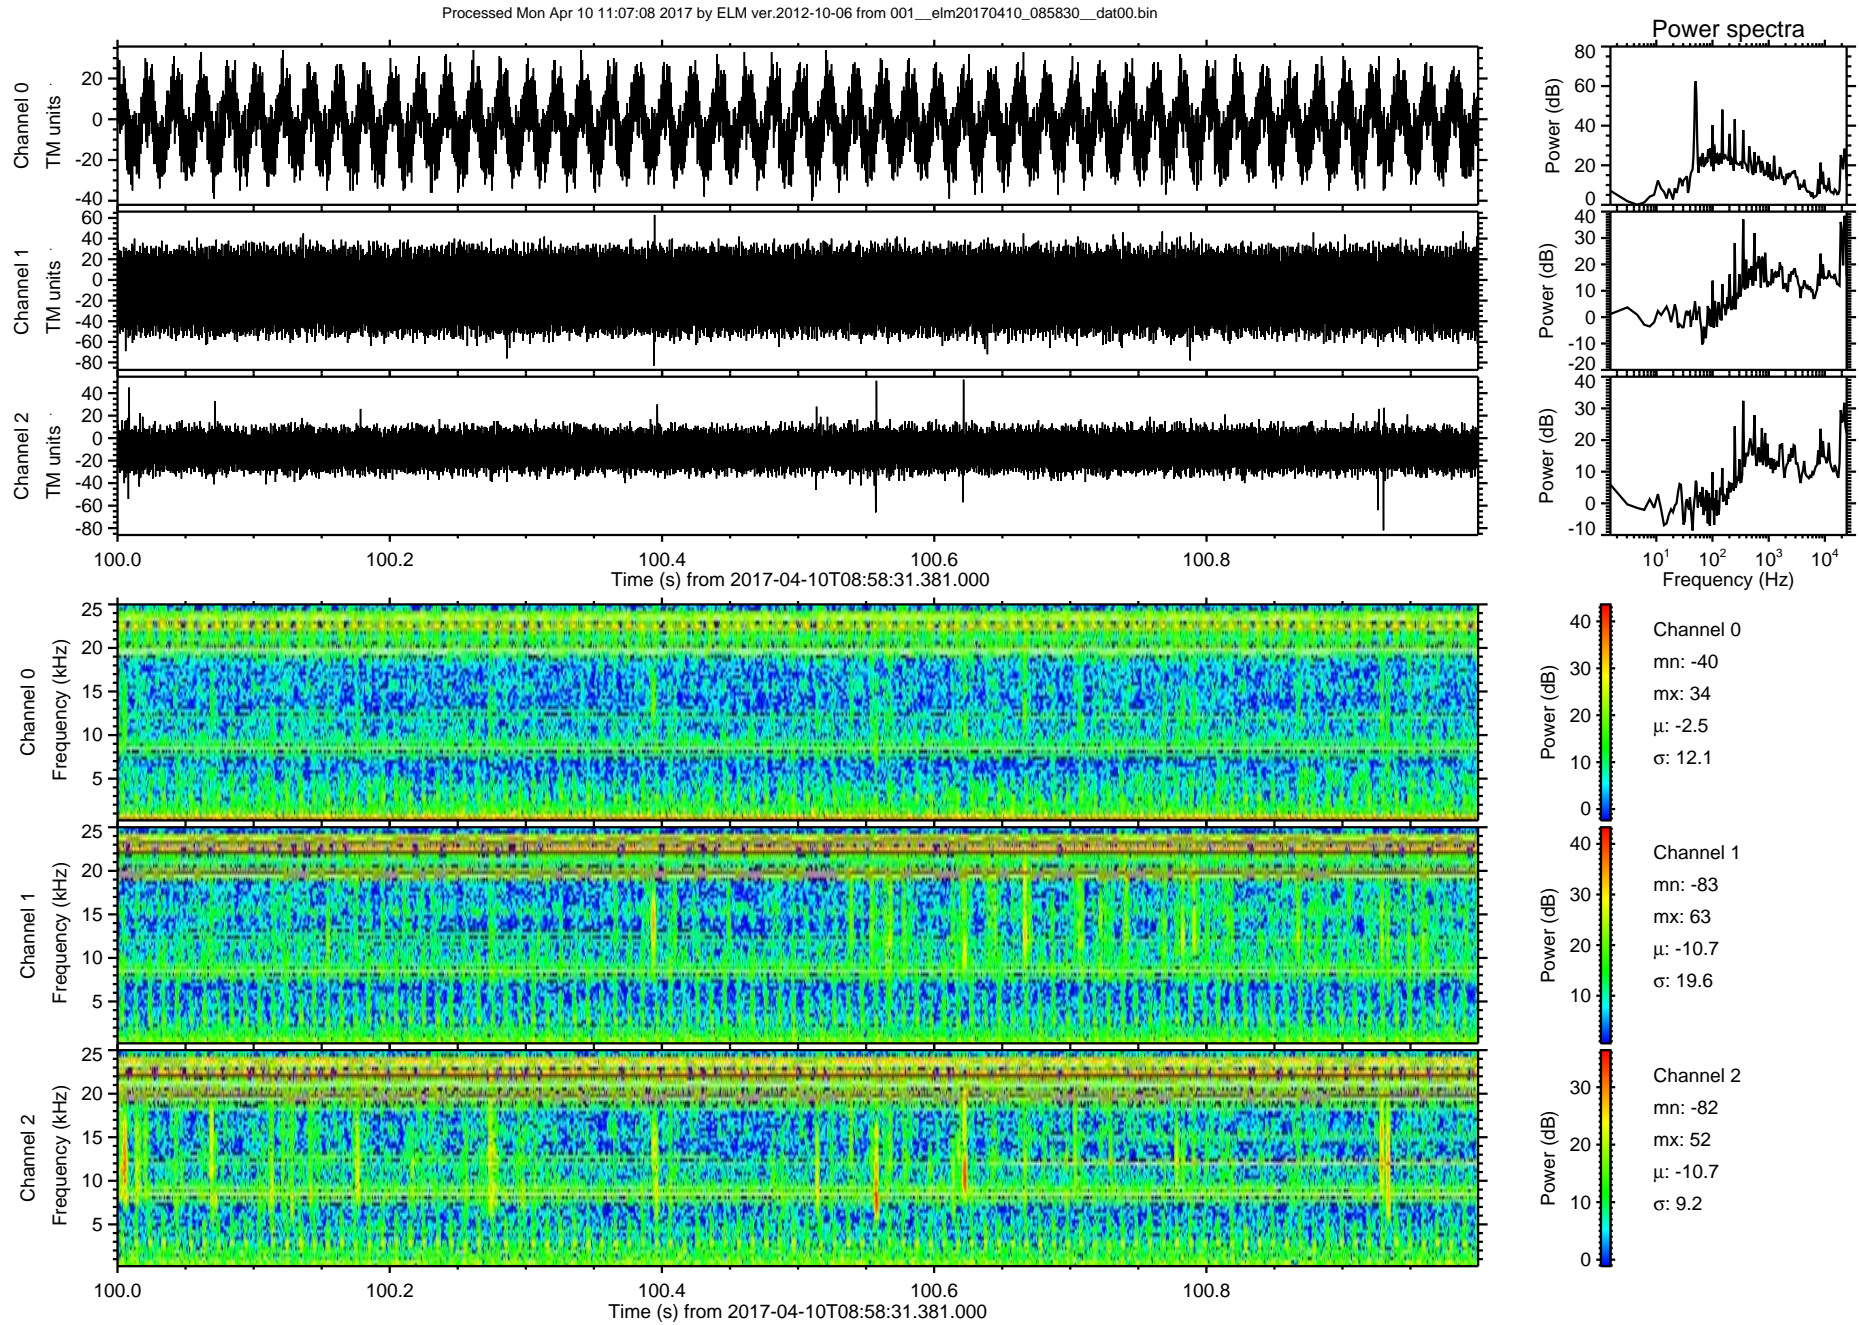 Processed Mon Apr 10 11:07:08 2017 by ELM ver.2012-10-06 from 001__elm20170410_085830__dat00.bin
Power spectra
Channel 0
TM units
20
0
-20
-40
Power (dB)
80
60
40
20
0
Channel 1
TM units
60
40
20
0
-20
-40
-60
-80
Power (dB)
40
30
20
10
0
-10
-20
Channel 2
TM units
40
20
0
-20
-40
-60
-80
Power (dB)
40
30
20
10
0
-10
100.0 100.2 100.4 100.6 100.8
Time (s) from 2017-04-10T08:58:31.381.000
10¹ 10² 10³ 10⁴
Frequency (Hz)
Channel 0
Frequency (kHz)
25
20
15
10
5
Power (dB)
40
30
20
10
0
Channel 0
mn: -40
mx: 34
μ: -2.5
σ: 12.1
Channel 1
Frequency (kHz)
25
20
15
10
5
Power (dB)
40
30
20
10
Channel 1
mn: -83
mx: 63
μ: -10.7
σ: 19.6
Channel 2
Frequency (kHz)
25
20
15
10
5
Power (dB)
30
20
10
0
Channel 2
mn: -82
mx: 52
μ: -10.7
σ: 9.2
100.0 100.2 100.4 100.6 100.8
Time (s) from 2017-04-10T08:58:31.381.000